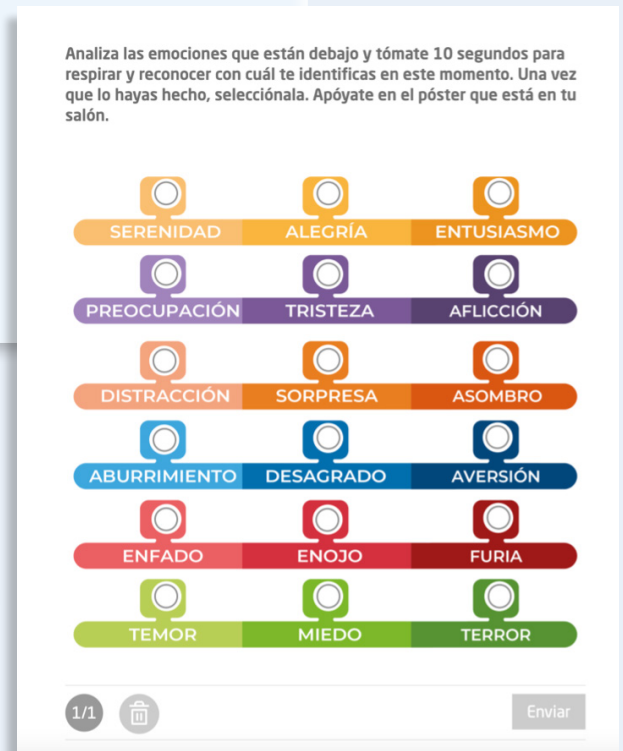 Analiza las emociones que están debajo y tómate 10 segundos para
respirar y reconocer con cuál te identificas en este momento. Una vez
que lo hayas hecho, selecciónala. Apóyate en el póster que está en tu
salón.
SERENIDAD ALEGRÍA ENTUSIASMO
PREOCUPACIÓN TRISTEZA AFLICCIÓN
DISTRACCIÓN SORPRESA ASOMBRO
ABURRIMIENTO DESAGRADO AVERSIÓN
ENFADO ENOJO FURIA
TEMOR MIEDO TERROR
1/1 Enviar